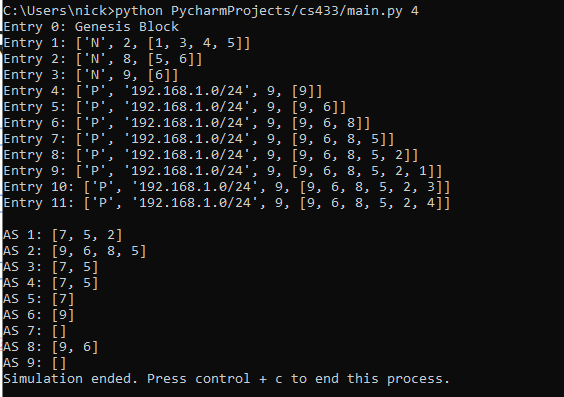 C:\Users\nick>python PycharmProjects/cs433/main.py 4
Entry 0: Genesis Block
Entry 1: ['N', 2, [1, 3, 4, 5]]
Entry 2: ['N', 8, [5, 6]]
Entry 3: ['N', 9, [6]]
Entry 4: ['P', '192.168.1.0/24', 9, [9]]
Entry 5: ['P', '192.168.1.0/24', 9, [9, 6]]
Entry 6: ['P', '192.168.1.0/24', 9, [9, 6, 8]]
Entry 7: ['P', '192.168.1.0/24', 9, [9, 6, 8, 5]]
Entry 8: ['P', '192.168.1.0/24', 9, [9, 6, 8, 5, 2]]
Entry 9: ['P', '192.168.1.0/24', 9, [9, 6, 8, 5, 2, 1]]
Entry 10: ['P', '192.168.1.0/24', 9, [9, 6, 8, 5, 2, 3]]
Entry 11: ['P', '192.168.1.0/24', 9, [9, 6, 8, 5, 2, 4]]
AS 1: [7, 5, 2]
AS 2: [9, 6, 8, 5]
AS 3: [7, 5]
AS 4: [7, 5]
AS 5: [7]
AS 6: [9]
AS 7: []
AS 8: [9, 6]
AS 9: []
Simulation ended. Press control + c to end this process.